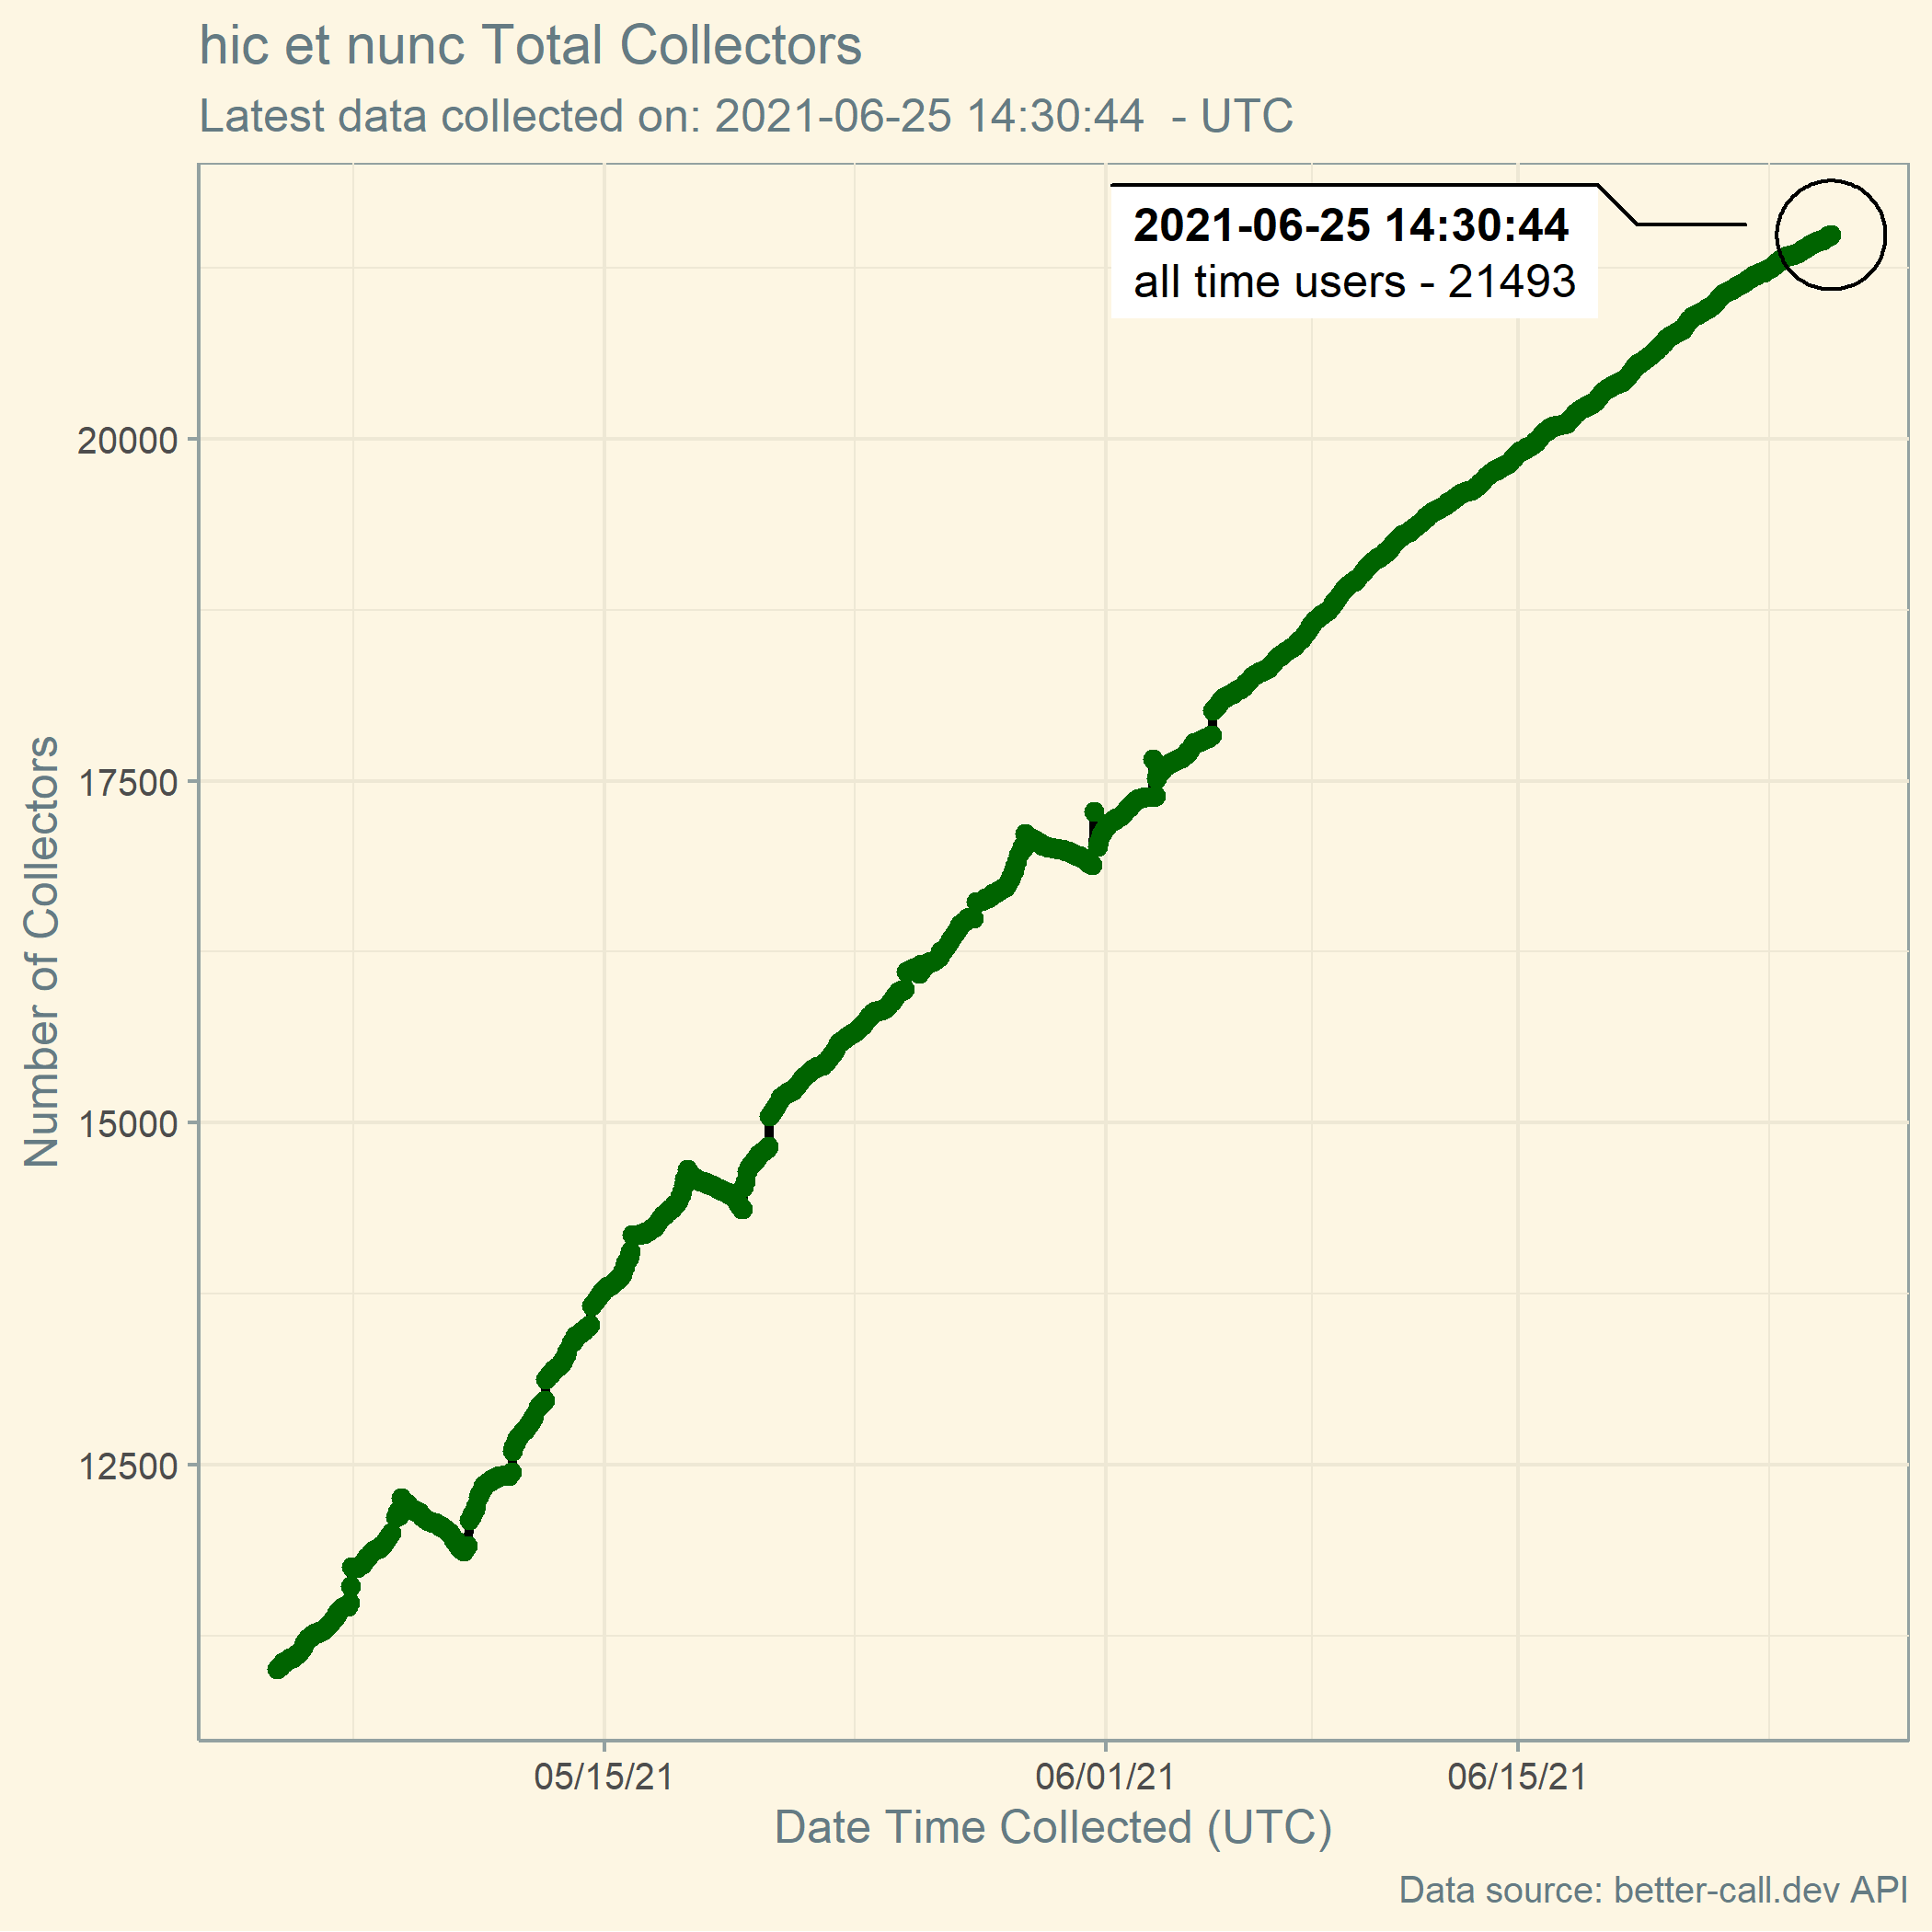 hic et nunc Total Collectors
Latest data collected on: 2021-06-25 14:30:44  - UTC
2021-06-25 14:30:44
all time users - 21493
Number of Collectors
20000
17500
15000
12500
05/15/21
06/01/21
06/15/21
Date Time Collected (UTC)
Data source: better-call.dev API